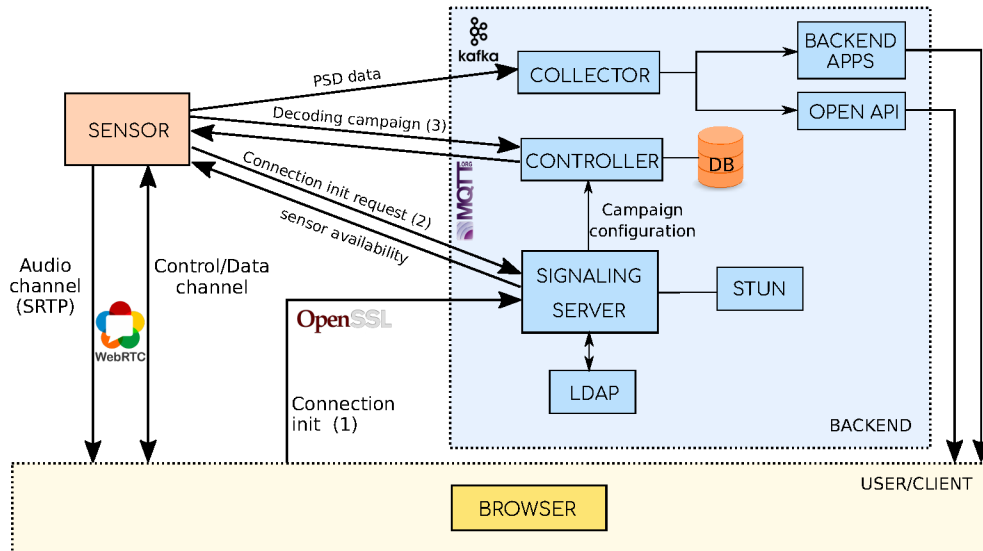 kafka
PSD data
COLLECTOR
BACKEND
APPS
OPEN API
SENSOR
Decoding campaign (3)
CONTROLLER
DB
MQTT
.ORG
Connection init request (2)
sensor availability
Campaign
configuration
Audio
channel
(SRTP)
Control/Data
channel
WebRTC
OpenSSL
SIGNALING
SERVER
STUN
LDAP
Connection
init (1)
BACKEND
USER/CLIENT
BROWSER